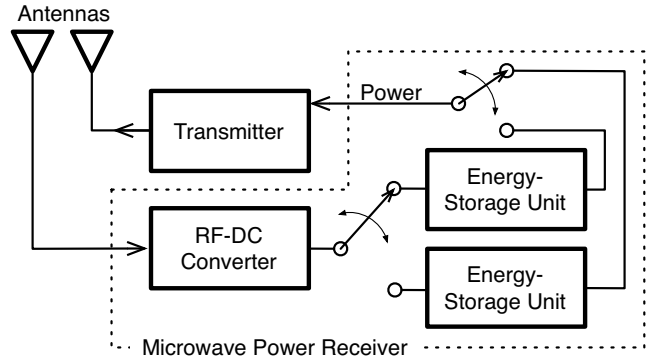 Antennas
Power
Transmitter
Energy-
Storage Unit
RF-DC
Converter
Energy-
Storage Unit
Microwave Power Receiver